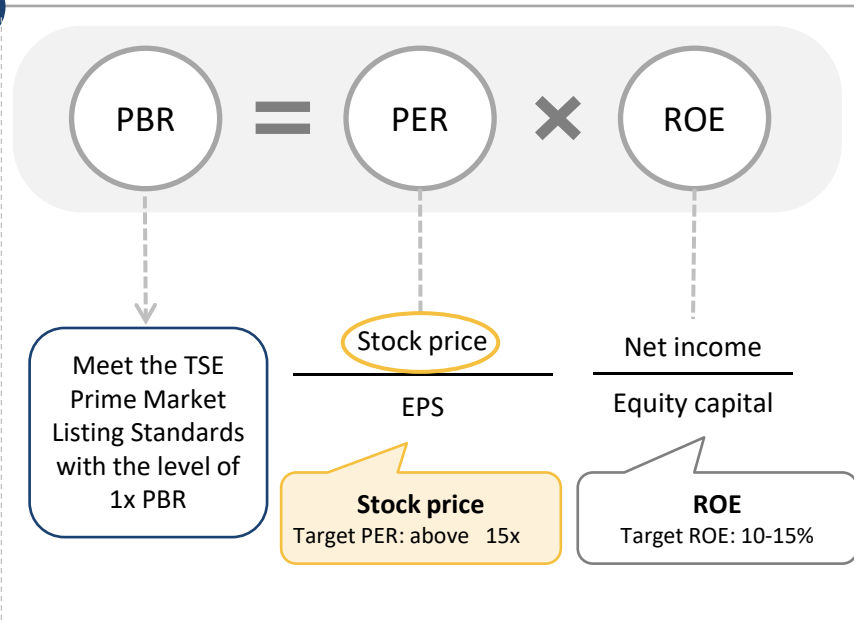 PBR = PER × ROE
Meet the TSE
Prime Market
Listing Standards
with the level of
1x PBR
Stock price
EPS
Net income
Equity capital
Stock price
Target PER: above 15x
ROE
Target ROE: 10-15%